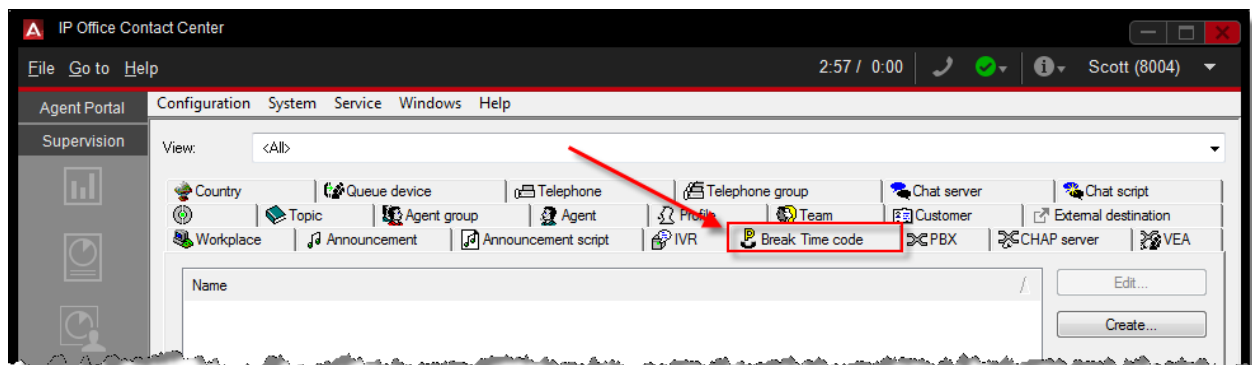 IP Office Contact Center
File Go to Help 2:57 / 0:00 Scott (8004)
Agent Portal Configuration System Service Windows Help
Supervision View: <All>
Country Queue device Telephone Telephone group Chat server Chat script
Topic Agent group Agent Profile Team Customer External destination
Workplace Announcement Announcement script IVR Break Time code PBX CHAP server VEA
Name Edit...
Create...